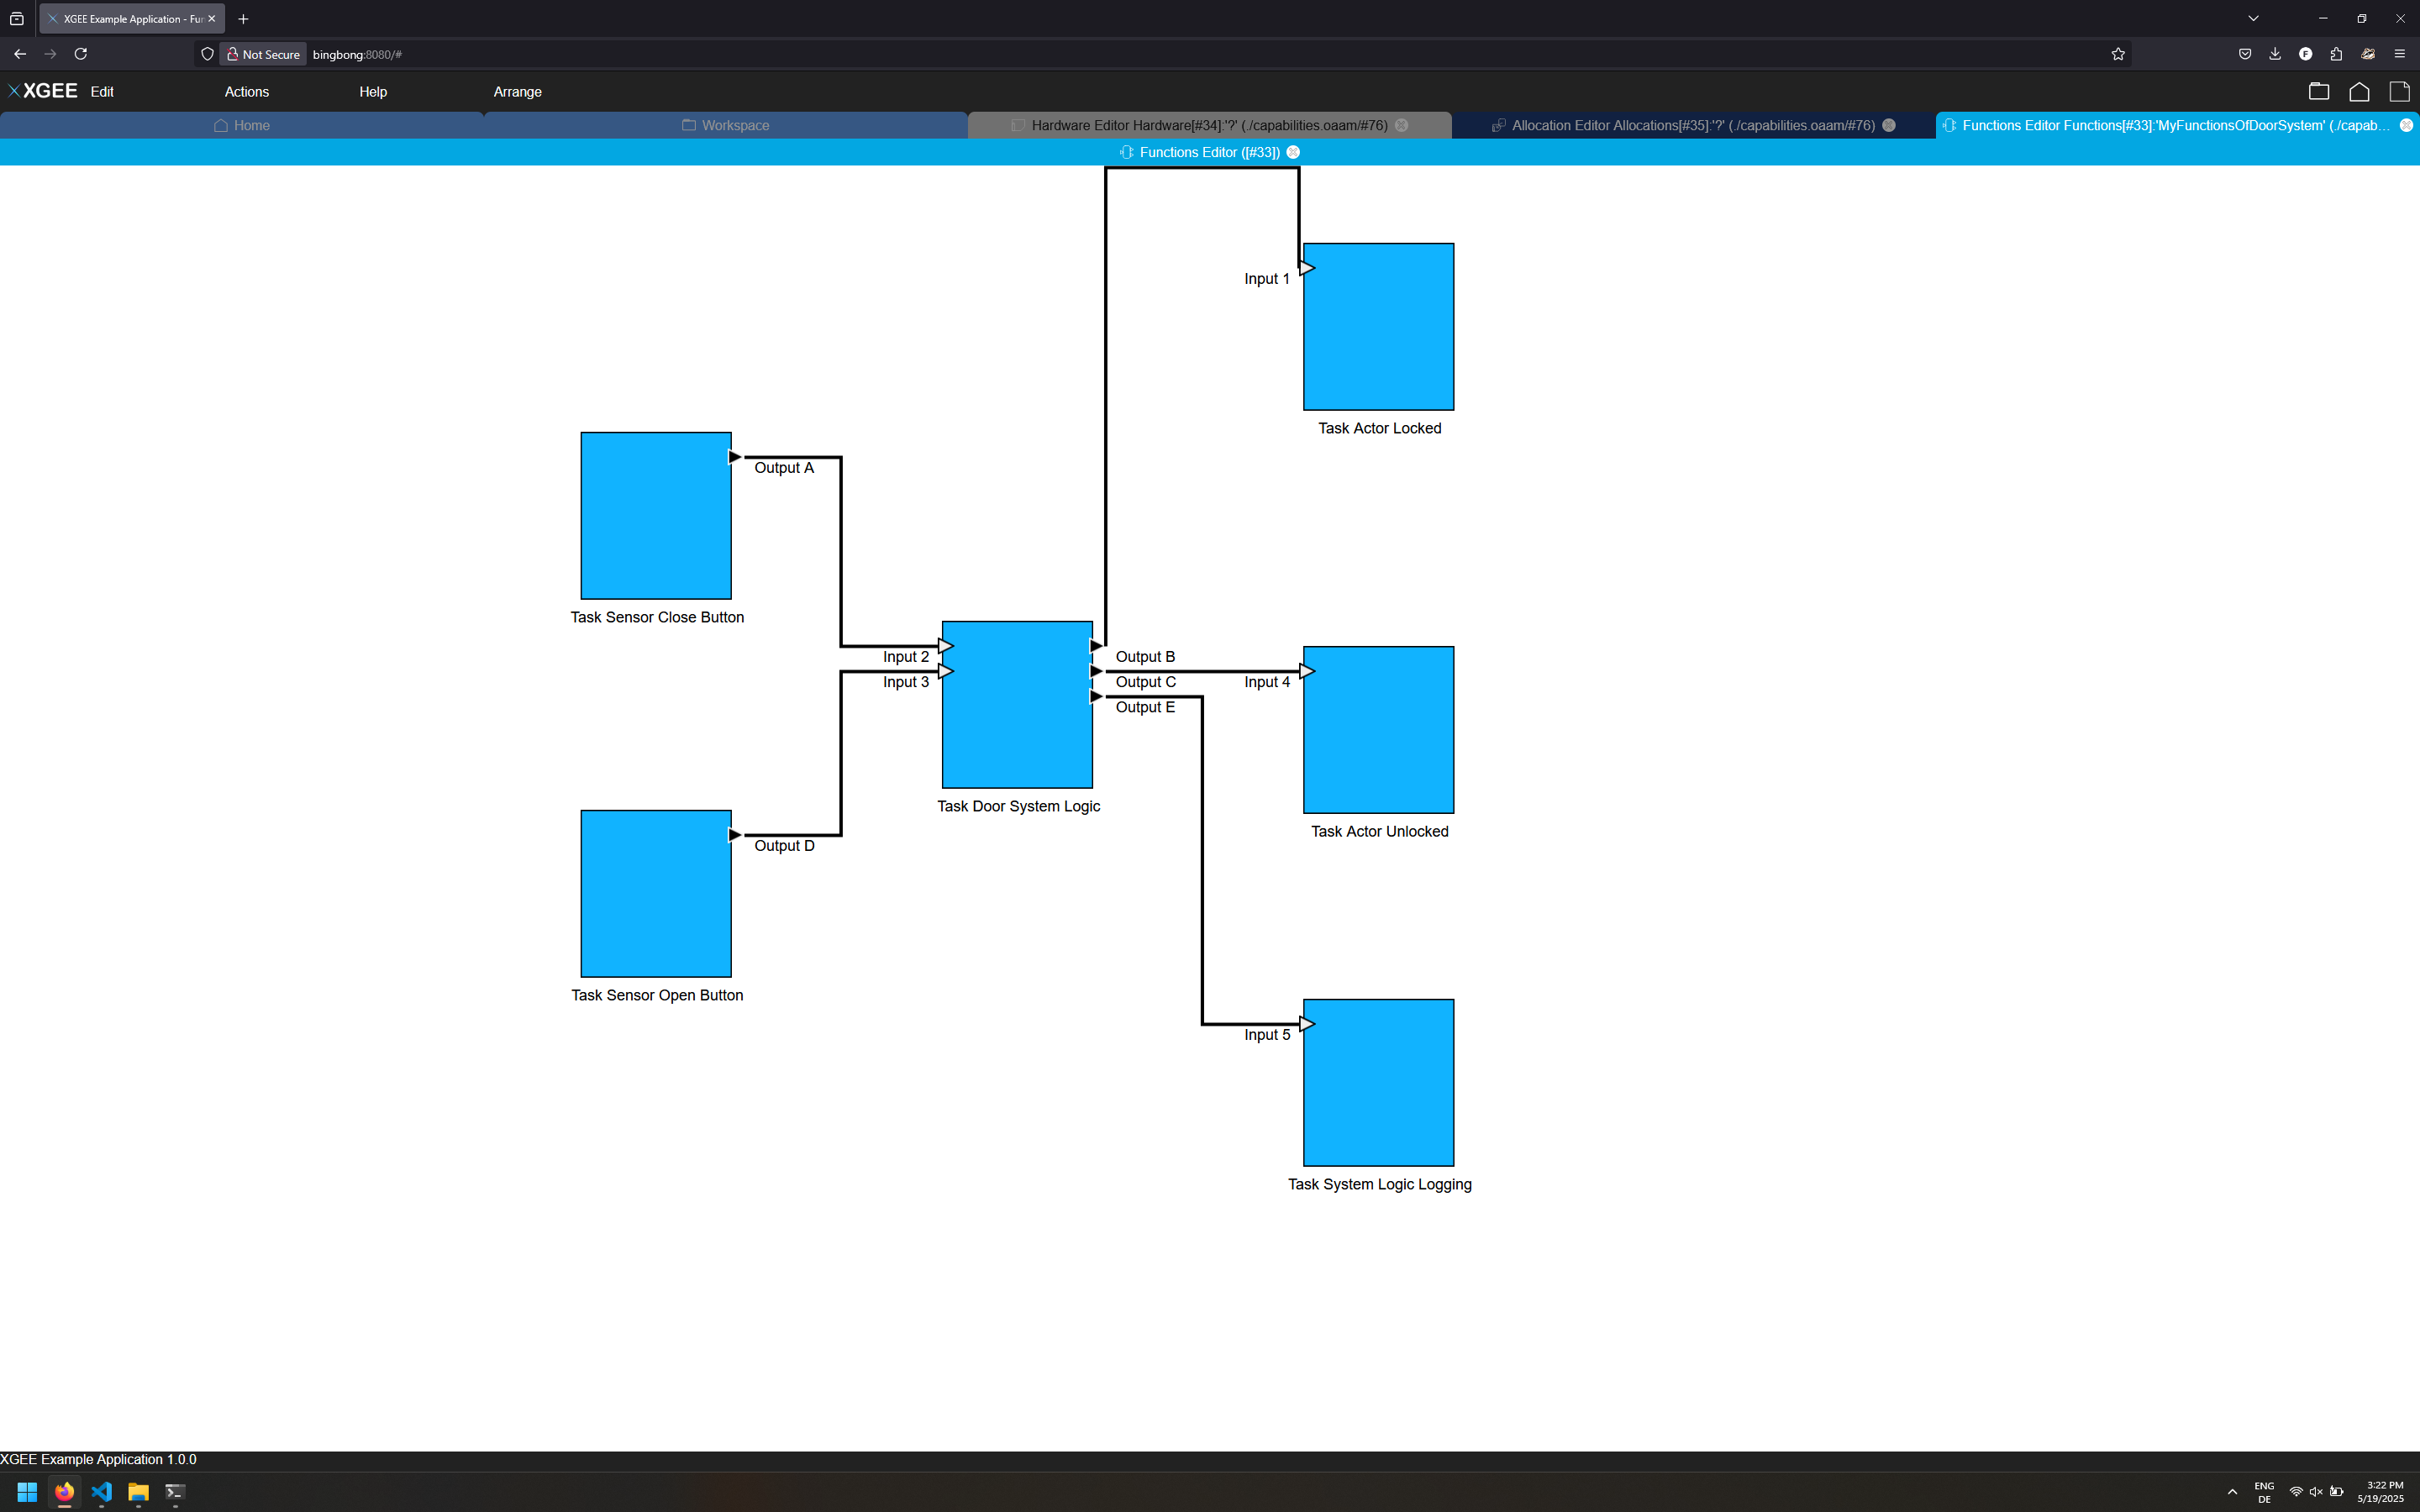 XGEE Example Application - Fun
Not Secure
bingbong:8080/#
XGEE
Edit
Actions
Help
Arrange
Home
Workspace
Hardware Editor Hardware[#34]:'?' (./capabilities.oaam/#76)
Allocation Editor Allocations[#35]:'?' (./capabilities.oaam/#76)
Functions Editor Functions[#33]:'MyFunctionsOfDoorSystem' (./capab...
Functions Editor ([#33])
Input 1
Task Actor Locked
Output A
Task Sensor Close Button
Input 2
Output B
Input 3
Output C
Input 4
Output E
Task Door System Logic
Task Actor Unlocked
Output D
Task Sensor Open Button
Input 5
Task System Logic Logging
XGEE Example Application 1.0.0
ENG
DE
3:22 PM
5/19/2025